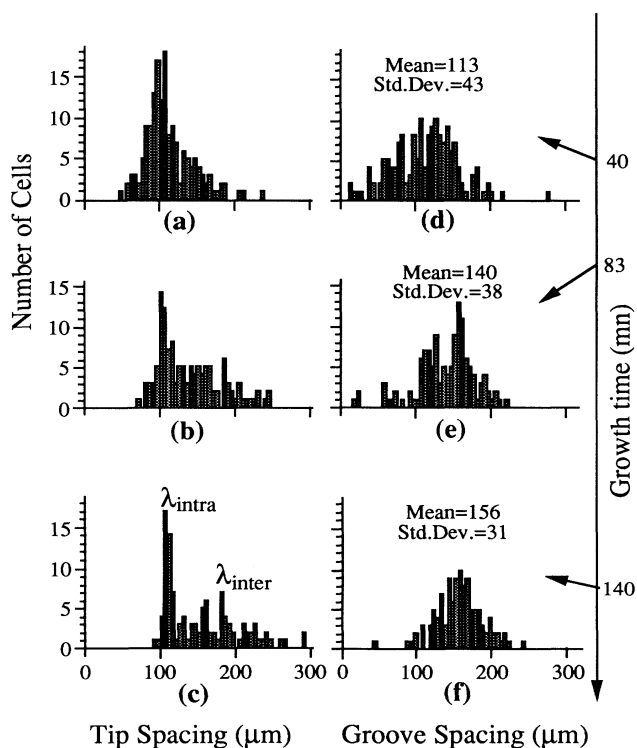 Number of Cells
15
10
5
0
(a)
Mean=113
Std.Dev.=43
(d)
40
15
10
5
0
(b)
Mean=140
Std.Dev.=38
(e)
83
Growth time (mn)
15
10
5
0
λintra
λinter
0
100
200
300
(c)
Mean=156
Std.Dev.=31
0
100
200
300
(f)
140
Tip Spacing (μm)
Groove Spacing (μm)